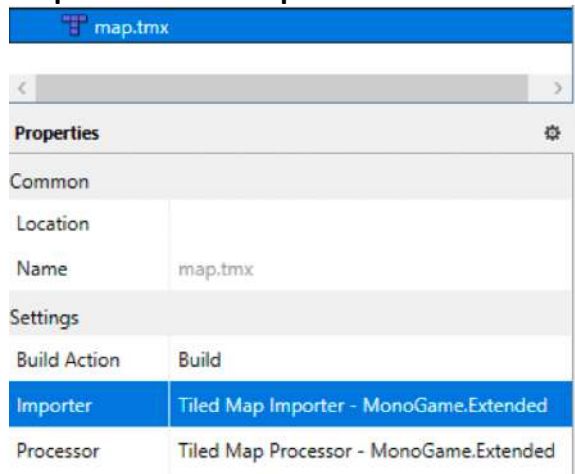 map.tmx
Properties
Common
Location
Name map.tmx
Settings
Build Action Build
Importer Tiled Map Importer - MonoGame.Extended
Processor Tiled Map Processor - MonoGame.Extended